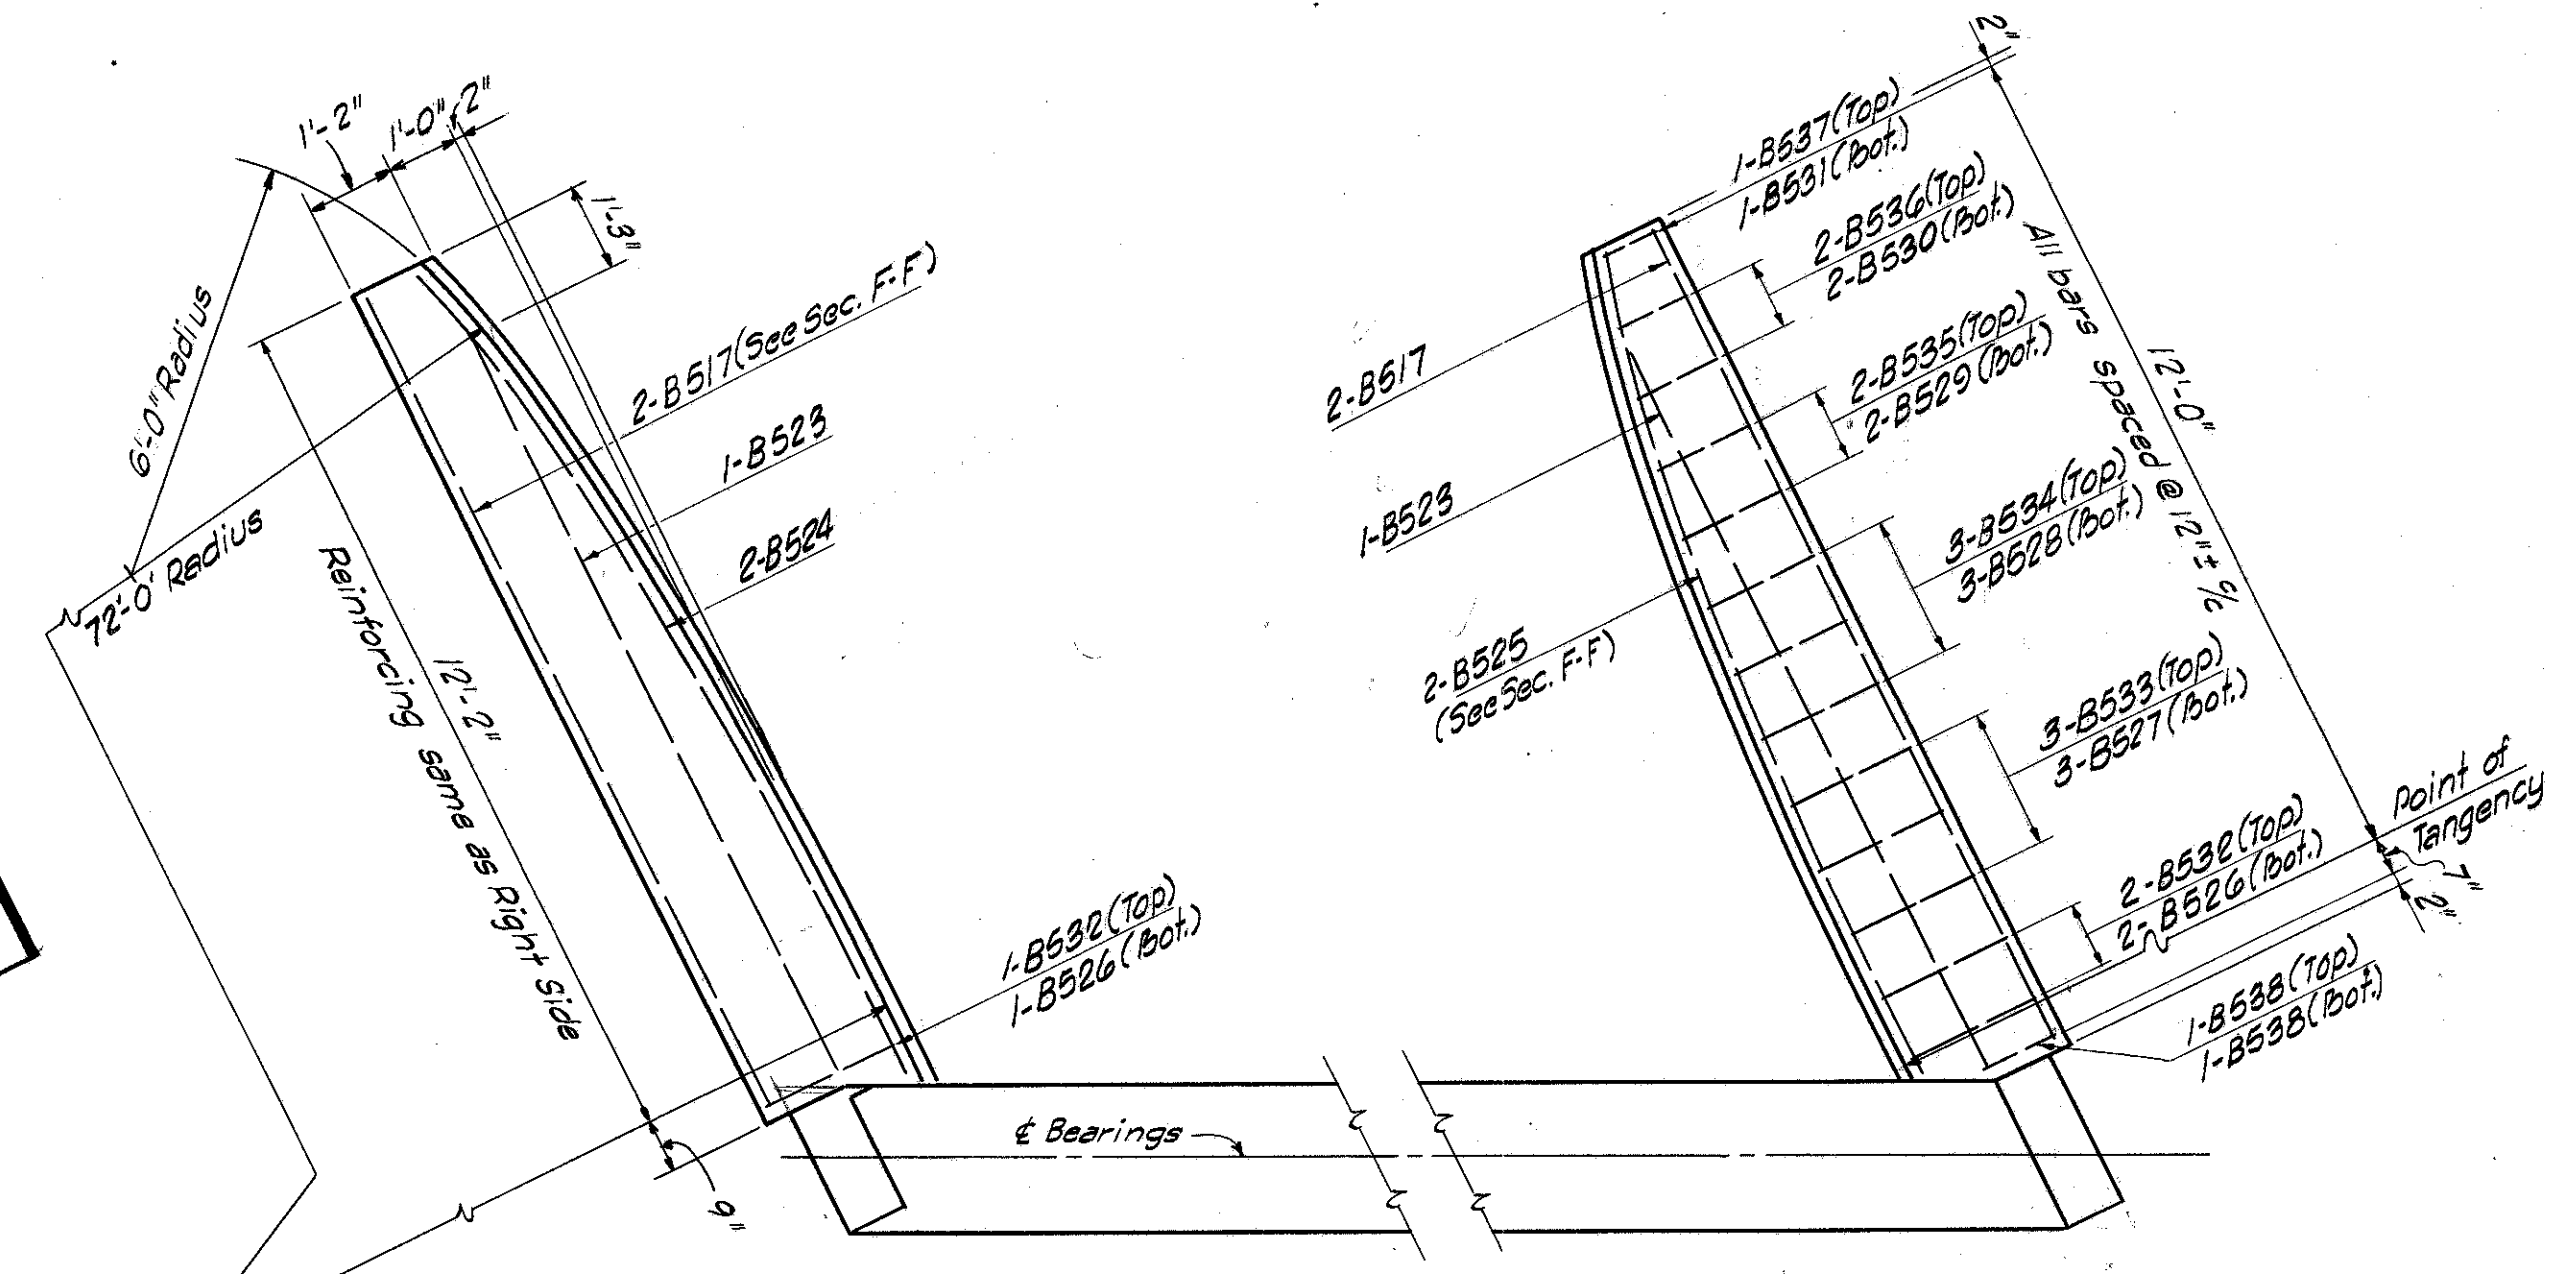 1'-2"
1'-0"
2"
1'-3"
6'-0" Radius
72'-0' Radius
2-B517(See Sec. F-F)
1-B523
2-B524
12'-2"
Reinforcing same as Right Side
1-B532(Top)
1-B526(Bot.)
9"
℄ Bearings
2"
1-B537(Top)
1-B531(Bot.)
2-B536(Top)
2-B530(Bot.)
2-B535(Top)
2-B529(Bot.)
3-B534(Top)
3-B528(Bot.)
3-B533(Top)
3-B527(Bot.)
2-B532(Top)
2-B526(Bot.)
1-B538(Top)
1-B538(Bot.)
2-B517
1-B523
2-B525
(See Sec. F-F)
12'-0"
All bars spaced @ 12"± c/c
Point of
Tangency
7"
2"